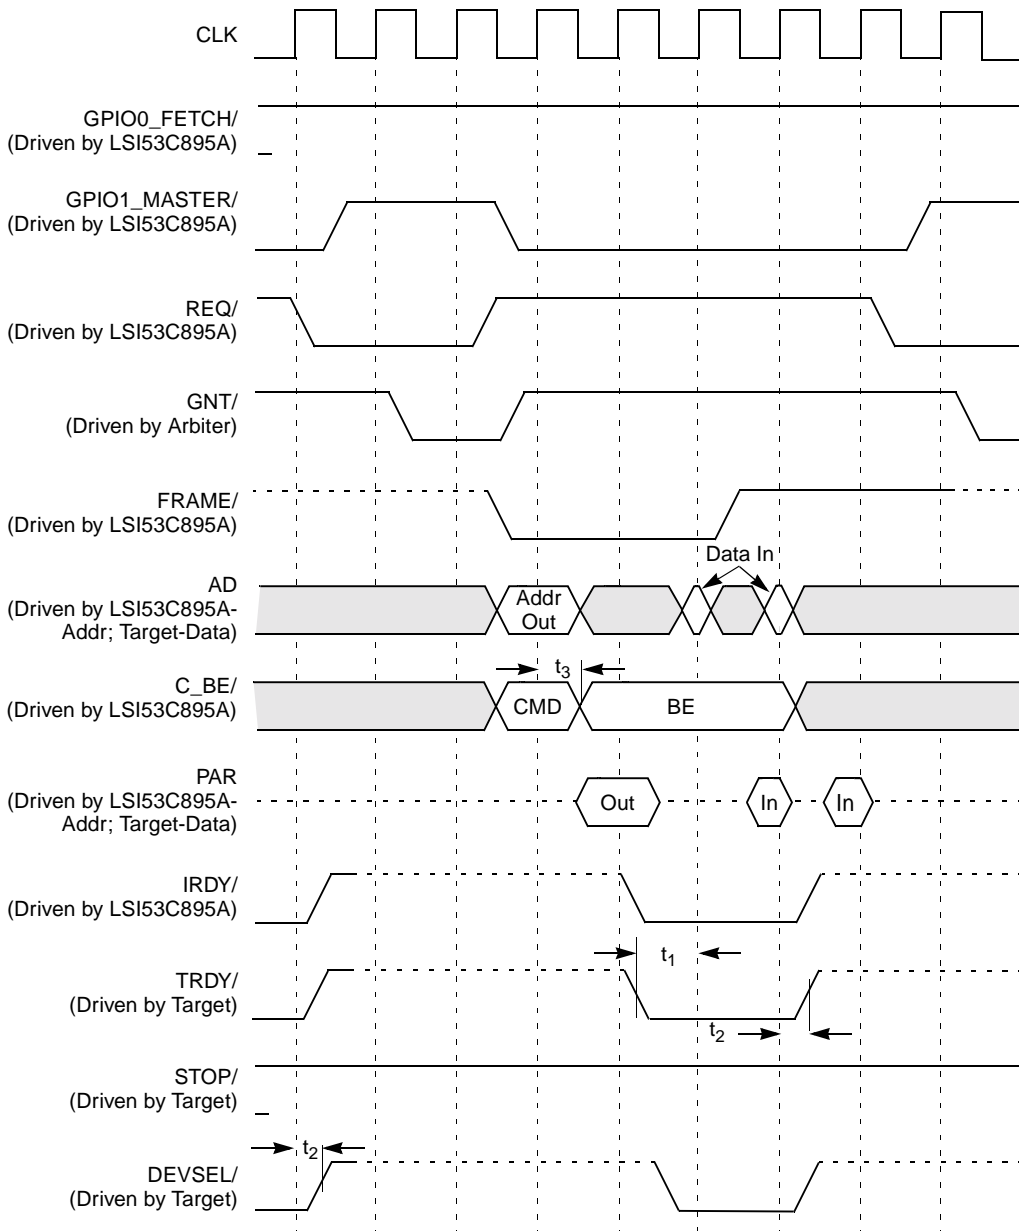 CLK
GPIO0_FETCH/
(Driven by LSI53C895A)
GPIO1_MASTER/
(Driven by LSI53C895A)
REQ/
(Driven by LSI53C895A)
GNT/
(Driven by Arbiter)
FRAME/
(Driven by LSI53C895A)
Data In
AD
(Driven by LSI53C895A-
Addr; Target-Data)
Addr
Out
t3
C_BE/
(Driven by LSI53C895A)
CMD
BE
PAR
(Driven by LSI53C895A-
Addr; Target-Data)
Out
In
In
IRDY/
(Driven by LSI53C895A)
t1
TRDY/
(Driven by Target)
t2
STOP/
(Driven by Target)
t2
DEVSEL/
(Driven by Target)